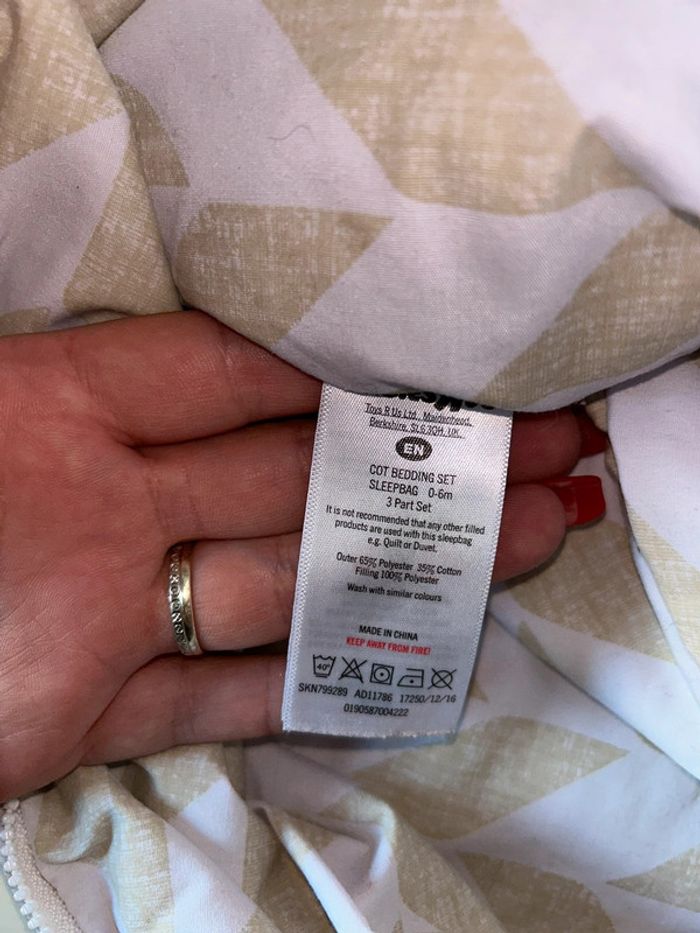 Toys R Us Ltd., Maidenhead,
Berkshire, SL6 3QH, UK.
EN
COT BEDDING SET
SLEEPBAG 0-6m
3 Part Set
It is not recommended that any other filled
products are used with this sleepbag
e.g. Quilt or Duvet.
Outer 65% Polyester 35% Cotton
Filling 100% Polyester
Wash with similar colours
MADE IN CHINA
KEEP AWAY FROM FIRE!
40°
SKN799289 AD11786 17250/12/16
0190587004222